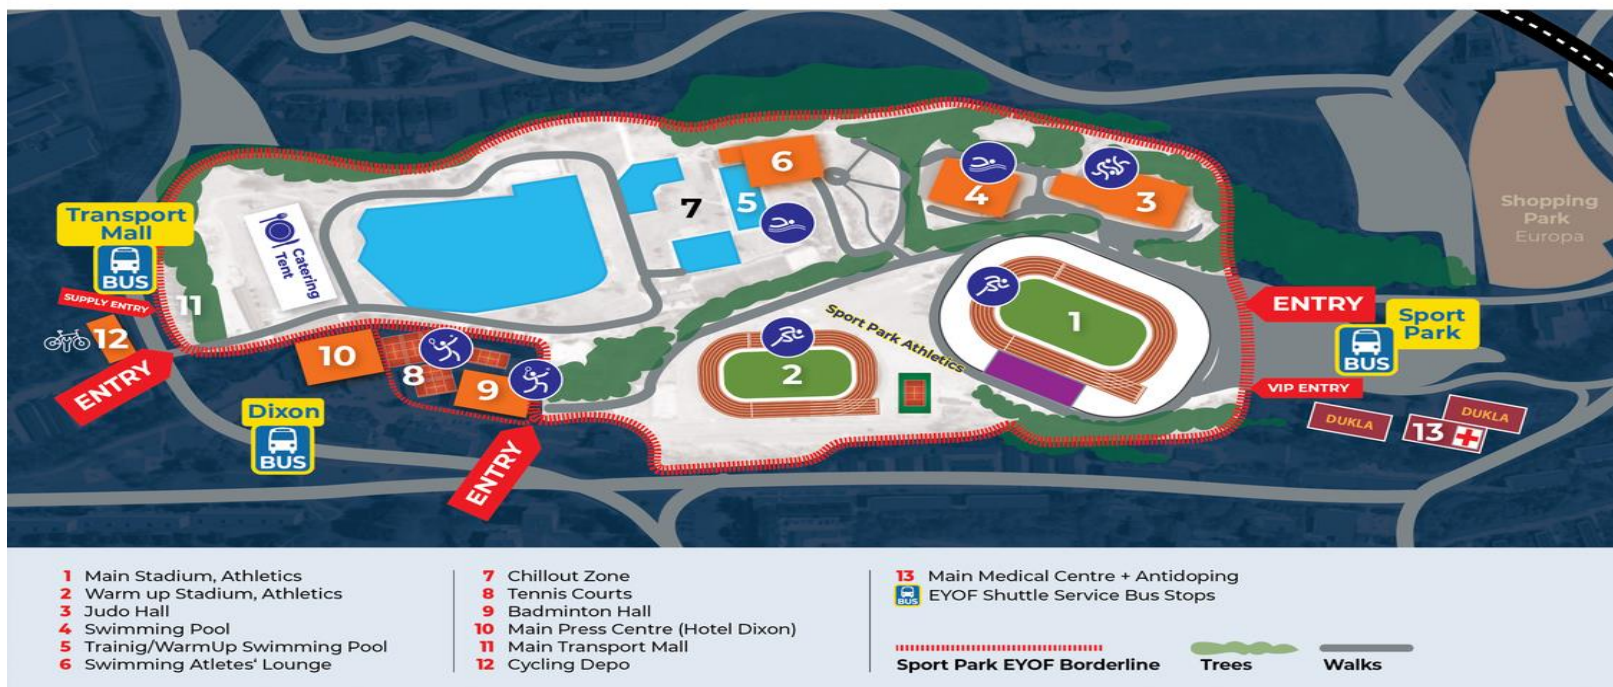 Transport
Mall
BUS
SUPPLY ENTRY
11
12
ENTRY
Catering
Tent
Dixon
BUS
10
8
9
ENTRY
7
6
5
4
3
2
Sport Park Athletics
1
ENTRY
Sport
Park
BUS
VIP ENTRY
DUKLA
DUKLA
13
Shopping
Park
Europa
1 Main Stadium, Athletics
2 Warm up Stadium, Athletics
3 Judo Hall
4 Swimming Pool
5 Trainig/WarmUp Swimming Pool
6 Swimming Atletes‘ Lounge
7 Chillout Zone
8 Tennis Courts
9 Badminton Hall
10 Main Press Centre (Hotel Dixon)
11 Main Transport Mall
12 Cycling Depo
13 Main Medical Centre + Antidoping
BUS EYOF Shuttle Service Bus Stops
Sport Park EYOF Borderline
Trees
Walks